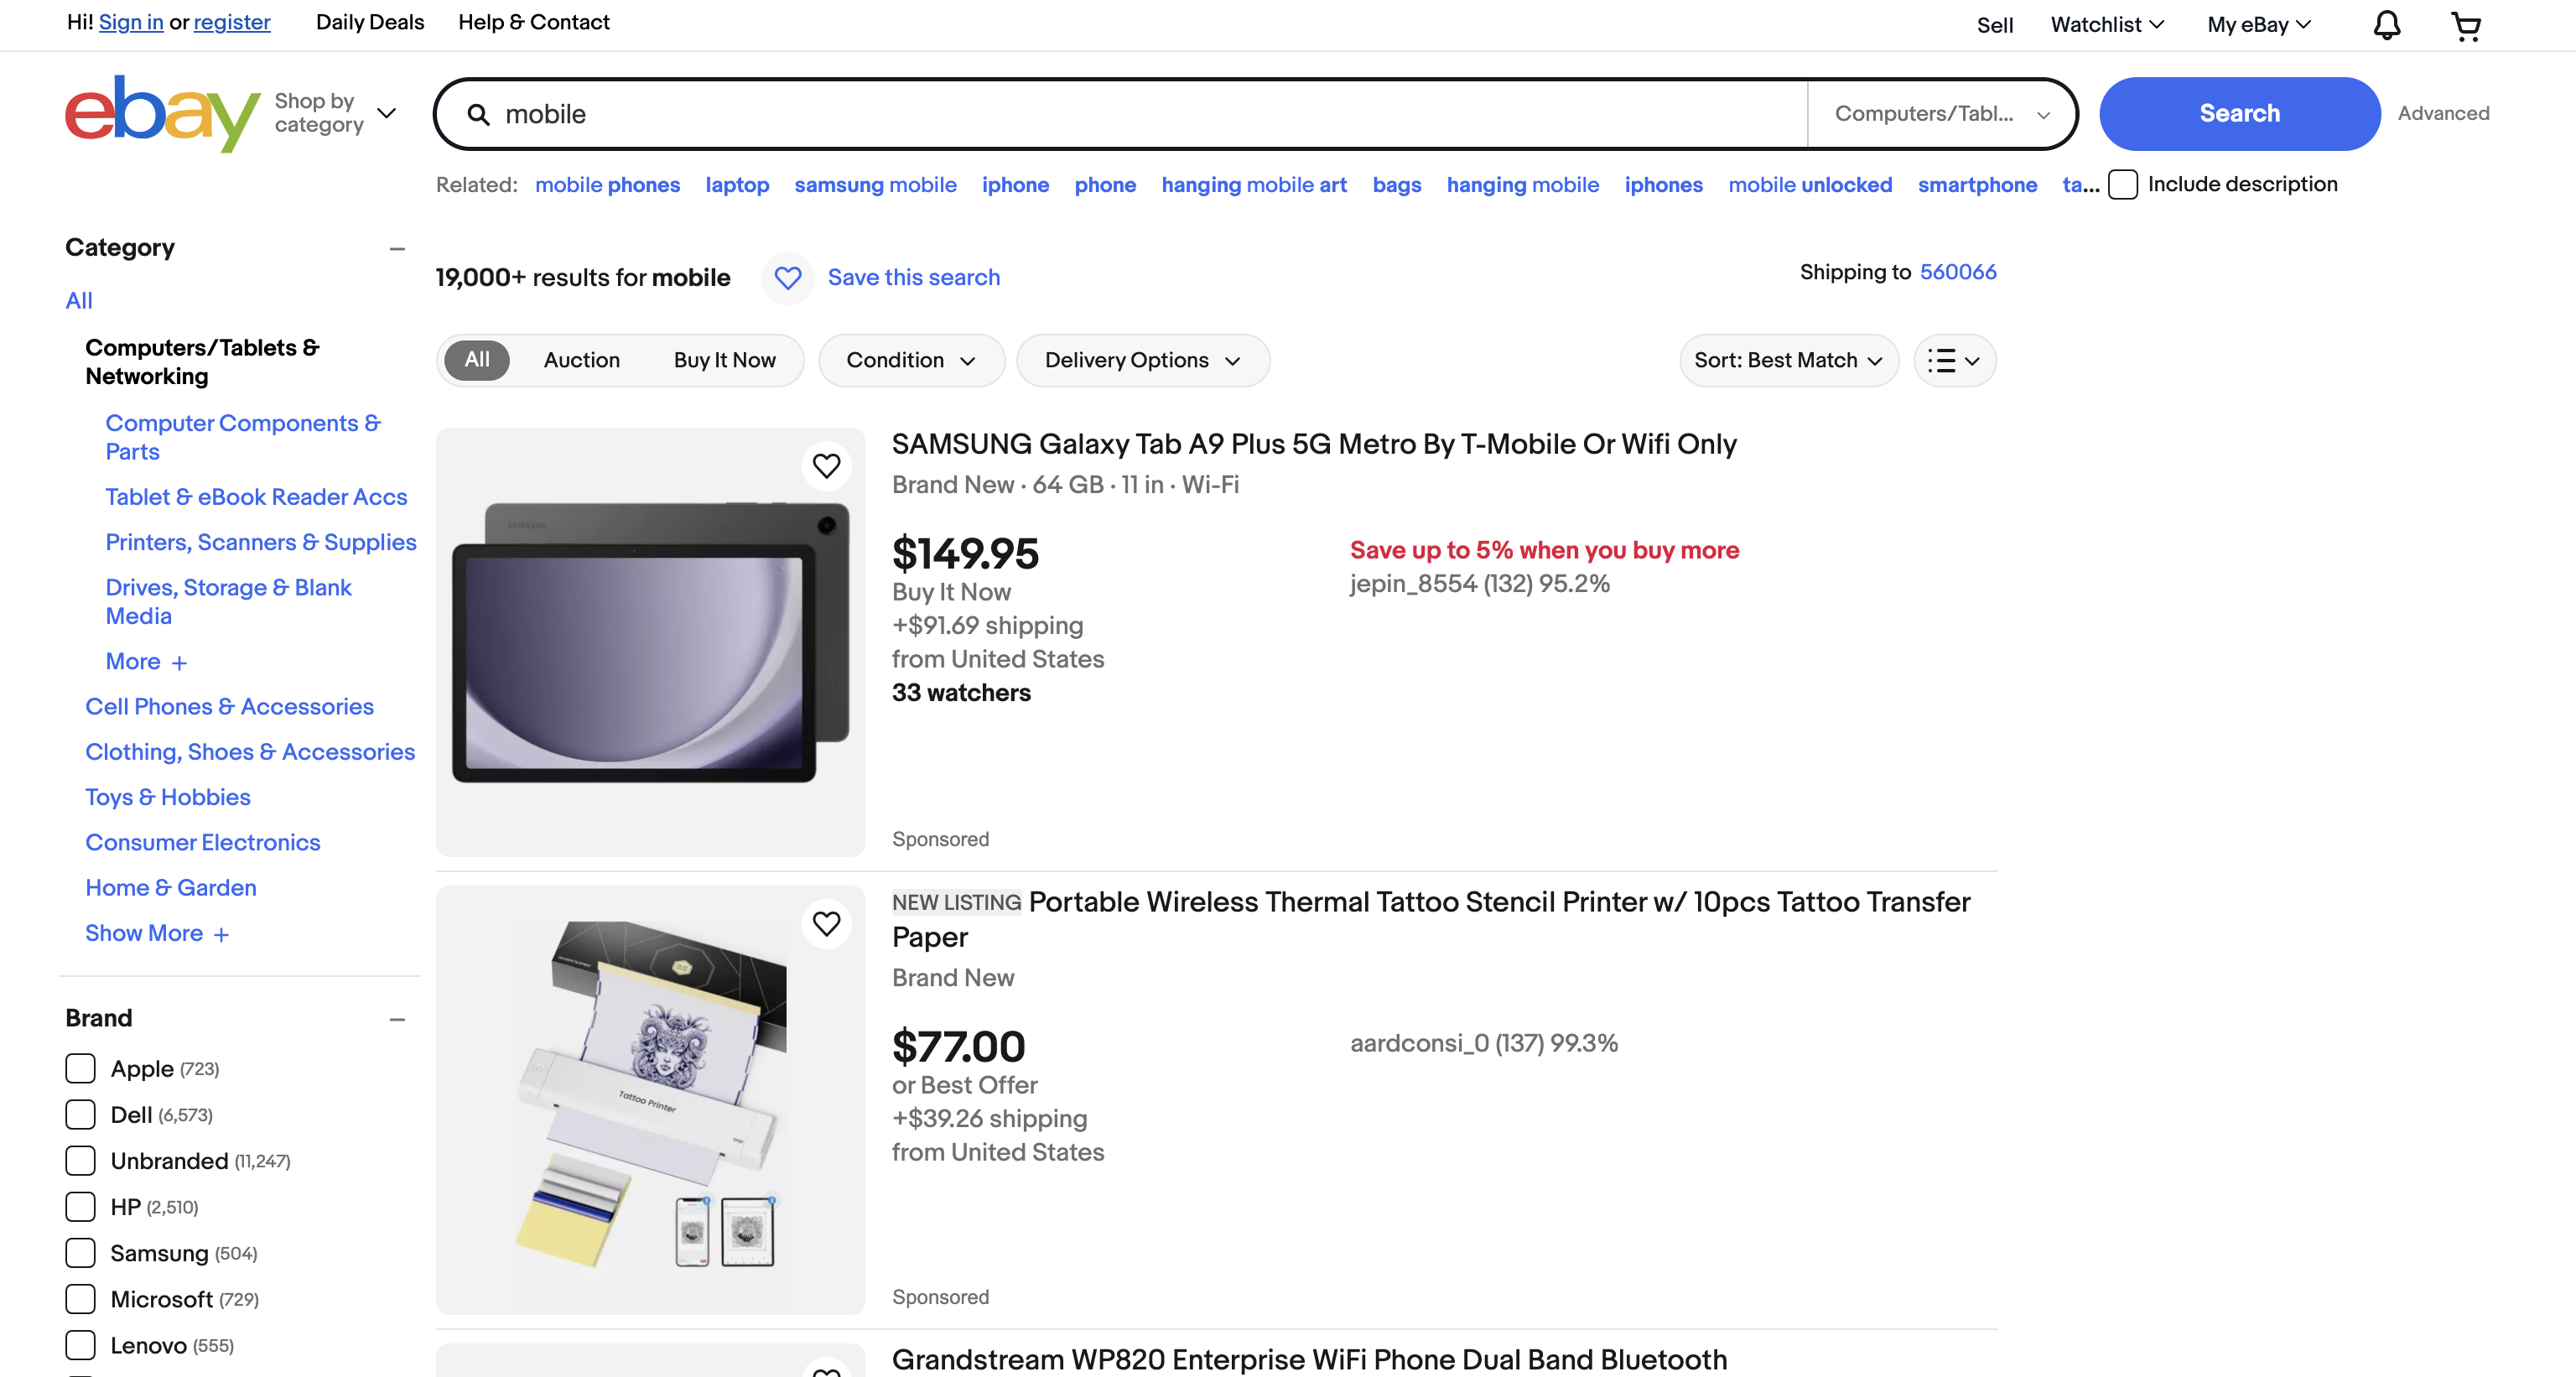 Hi! Sign in or register Daily Deals Help & Contact Sell Watchlist My eBay
ebay
Shop by
category
mobile
Computers/Tabl...
Search
Advanced
Related: mobile phones laptop samsung mobile iphone phone hanging mobile art bags hanging mobile iphones mobile unlocked smartphone ta... Include description
Category
All
Computers/Tablets &
Networking
Computer Components &
Parts
Tablet & eBook Reader Accs
Printers, Scanners & Supplies
Drives, Storage & Blank
Media
More +
Cell Phones & Accessories
Clothing, Shoes & Accessories
Toys & Hobbies
Consumer Electronics
Home & Garden
Show More +
Brand
Apple (723)
Dell (6,573)
Unbranded (11,247)
HP (2,510)
Samsung (504)
Microsoft (729)
Lenovo (555)
19,000+ results for mobile
Save this search
Shipping to 560066
All Auction Buy It Now Condition Delivery Options Sort: Best Match
SAMSUNG
SAMSUNG Galaxy Tab A9 Plus 5G Metro By T-Mobile Or Wifi Only
Brand New · 64 GB · 11 in · Wi-Fi
$149.95
Buy It Now
+$91.69 shipping
from United States
33 watchers
Save up to 5% when you buy more
jepin_8554 (132) 95.2%
Sponsored
Tattoo Printer
NEW LISTING Portable Wireless Thermal Tattoo Stencil Printer w/ 10pcs Tattoo Transfer
Paper
Brand New
$77.00
or Best Offer
+$39.26 shipping
from United States
aardconsi_0 (137) 99.3%
Sponsored
Grandstream WP820 Enterprise WiFi Phone Dual Band Bluetooth